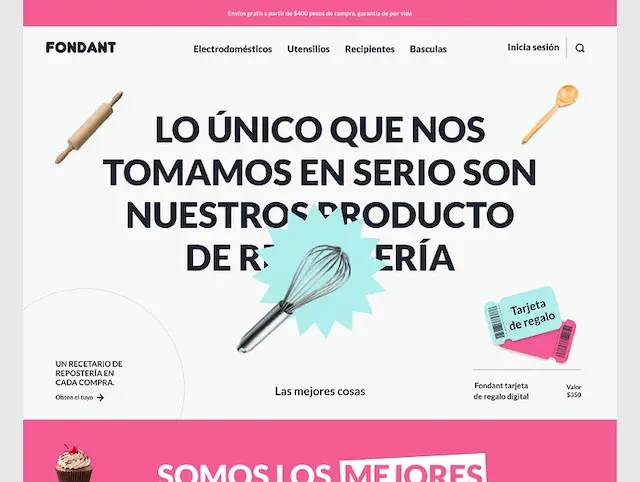 Envíos gratis a partir de $400 pesos de compra, garantía de por vida
FONDANT
Electrodomésticos Utensilios Recipientes Basculas
Inicia sesión
LO ÚNICO QUE NOS
TOMAMOS EN SERIO SON
NUESTROS PRODUCTO
DE RE ERÍA
Tarjeta
de regalo
UN RECETARIO DE
REPOSTERÍA EN
CADA COMPRA.
Obtén el tuyo
Las mejores cosas
Fondant tarjeta
de regalo digital
Valor
$350
SOMOS LOS MEJORES